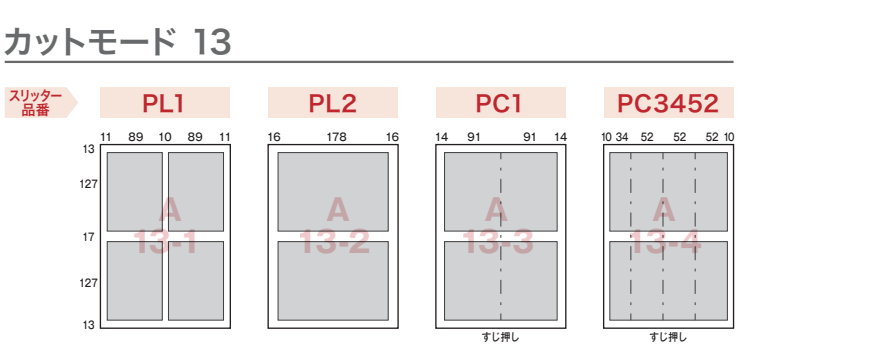 カットモード 13
スリッター
品番
PL1
PL2
PC1
PC3452
11 89 10 89 11
16 178 16
14 91 91 14
10 34 52 52 52 10
13
127
17
127
13
A
13-1
A
13-2
A
13-3
A
13-4
すじ押し
すじ押し